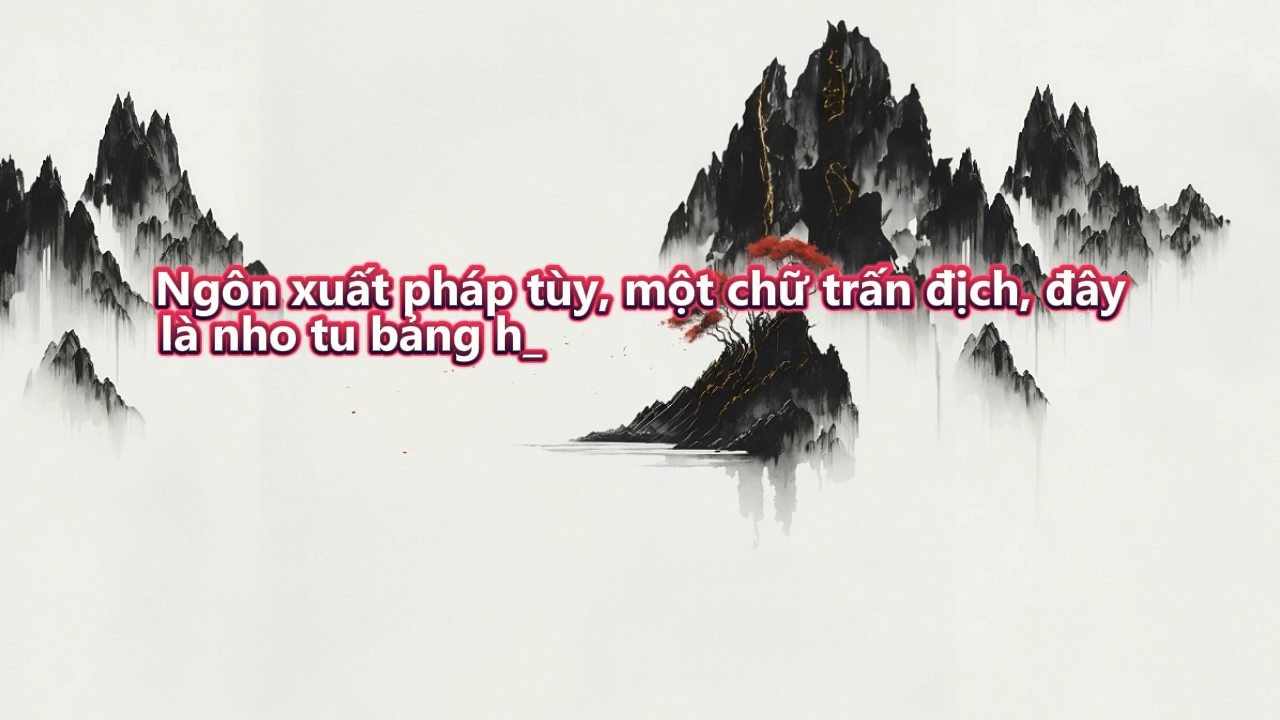 Ngôn xuất pháp tùy, một chữ trấn địch, đây
là nho tu bảng h_